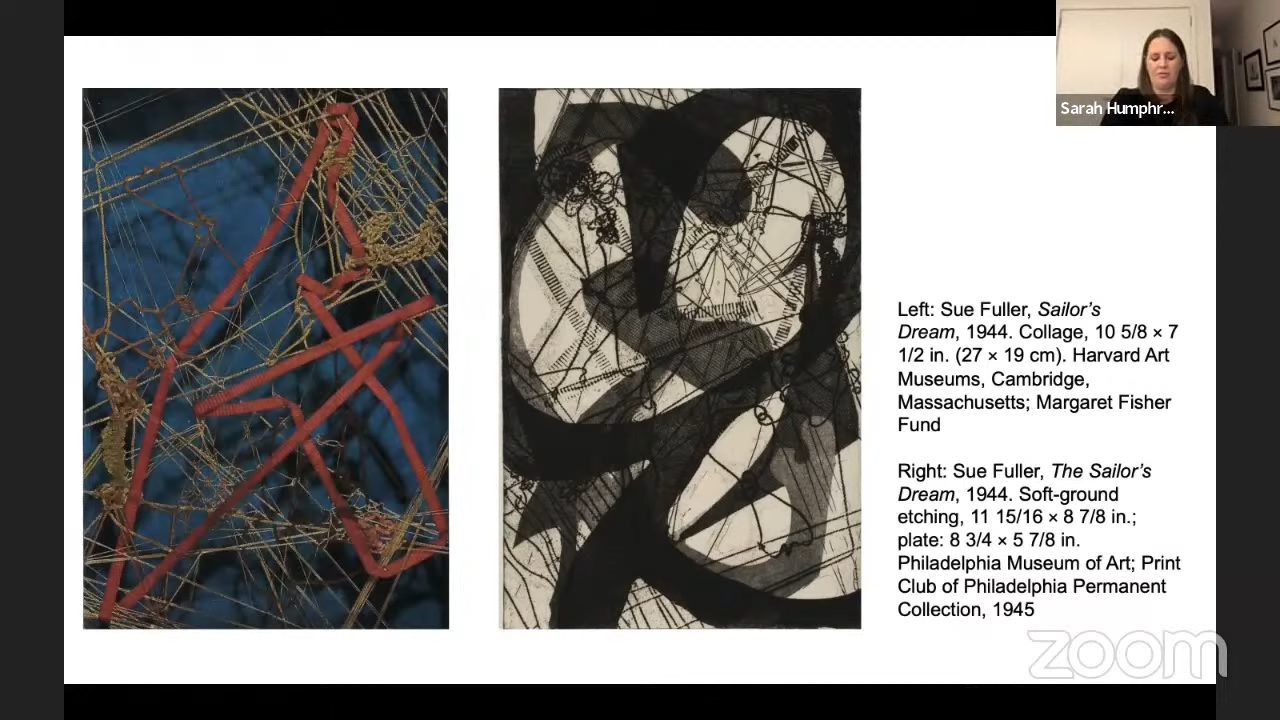 Sarah Humphr...
Left: Sue Fuller, Sailor’s
Dream, 1944. Collage, 10 5/8 × 7
1/2 in. (27 × 19 cm). Harvard Art
Museums, Cambridge,
Massachusetts; Margaret Fisher
Fund
Right: Sue Fuller, The Sailor’s
Dream, 1944. Soft-ground
etching, 11 15/16 × 8 7/8 in.;
plate: 8 3/4 × 5 7/8 in.
Philadelphia Museum of Art; Print
Club of Philadelphia Permanent
Collection, 1945
zoom